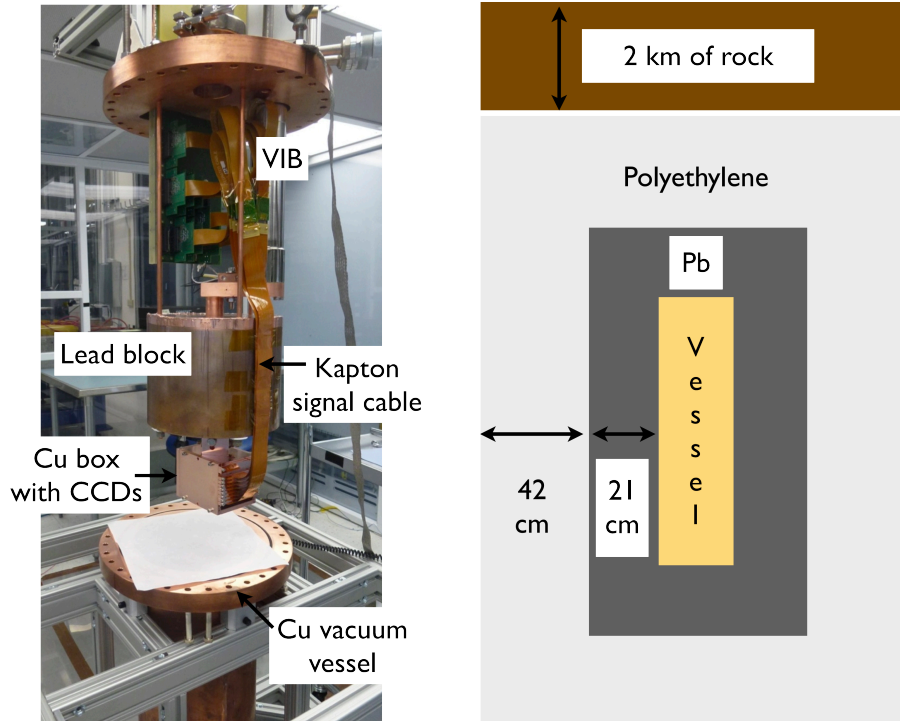 VIB
Lead block
Kapton
signal cable
Cu box
with CCDs
Cu vacuum
vessel
2 km of rock
Polyethylene
Pb
Vessel
42
cm
21
cm